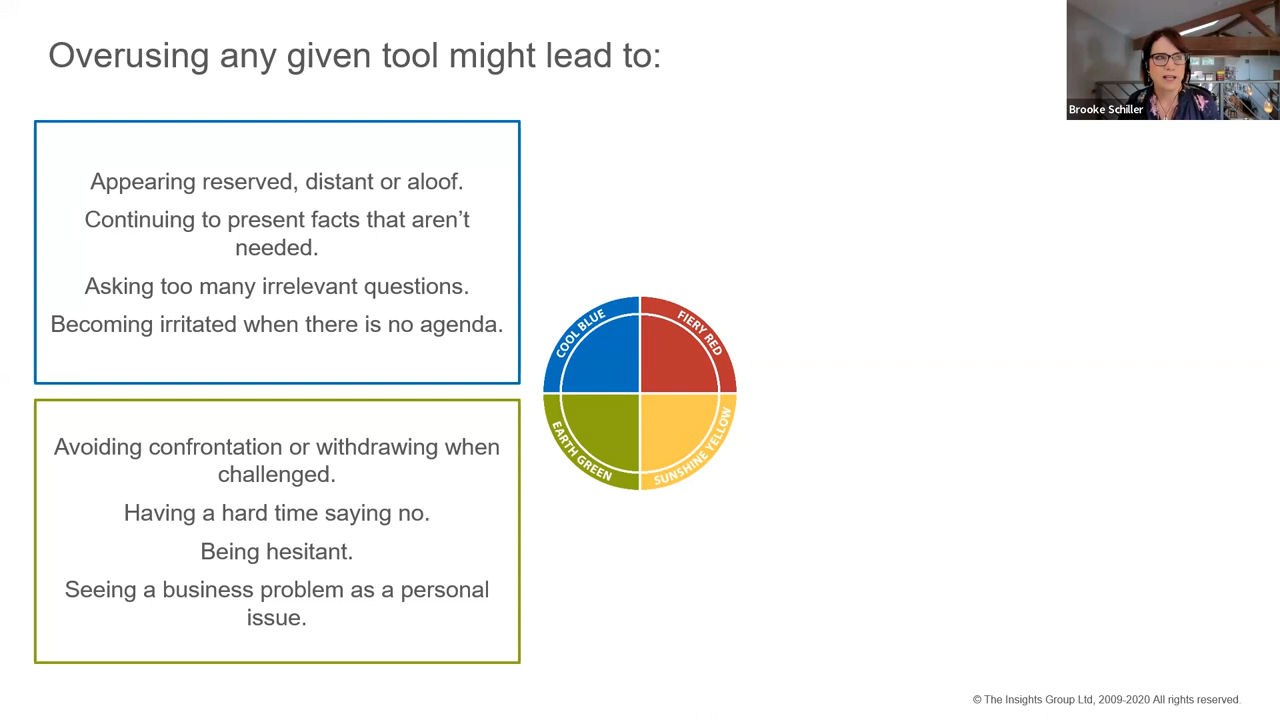 Overusing any given tool might lead to:
Brooke Schiller
Appearing reserved, distant or aloof.
Continuing to present facts that aren’t
needed.
Asking too many irrelevant questions.
Becoming irritated when there is no agenda.
COOL BLUE
FIERY RED
EARTH GREEN
SUNSHINE YELLOW
Avoiding confrontation or withdrawing when
challenged.
Having a hard time saying no.
Being hesitant.
Seeing a business problem as a personal
issue.
© The Insights Group Ltd, 2009-2020 All rights reserved.